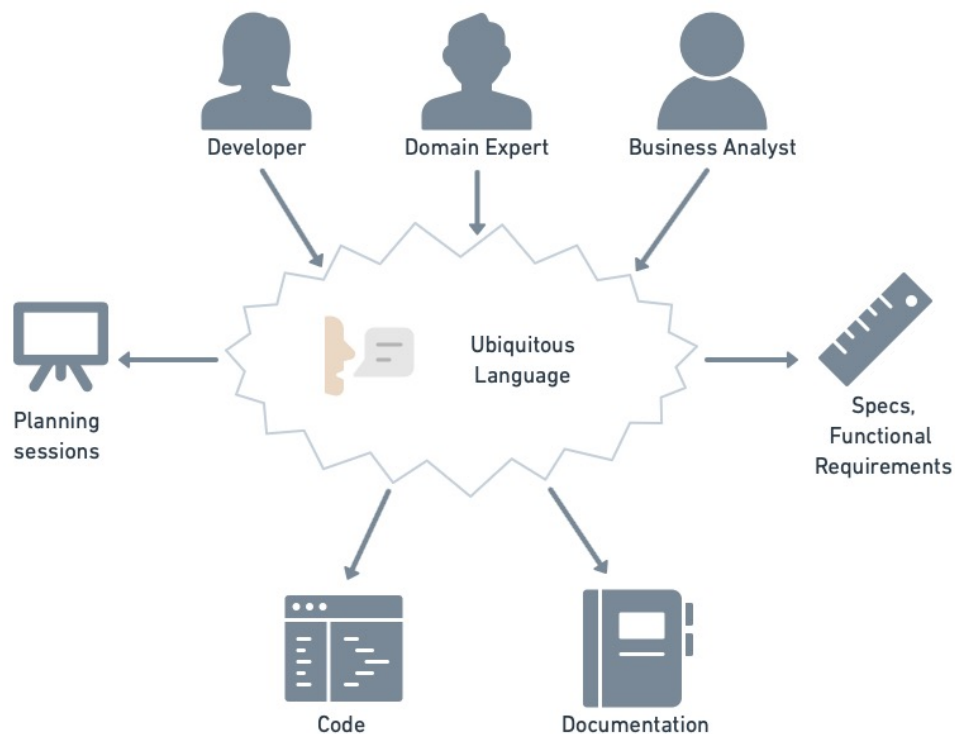 Developer
Domain Expert
Business Analyst
Ubiquitous
Language
Planning
sessions
Specs,
Functional
Requirements
Code
Documentation